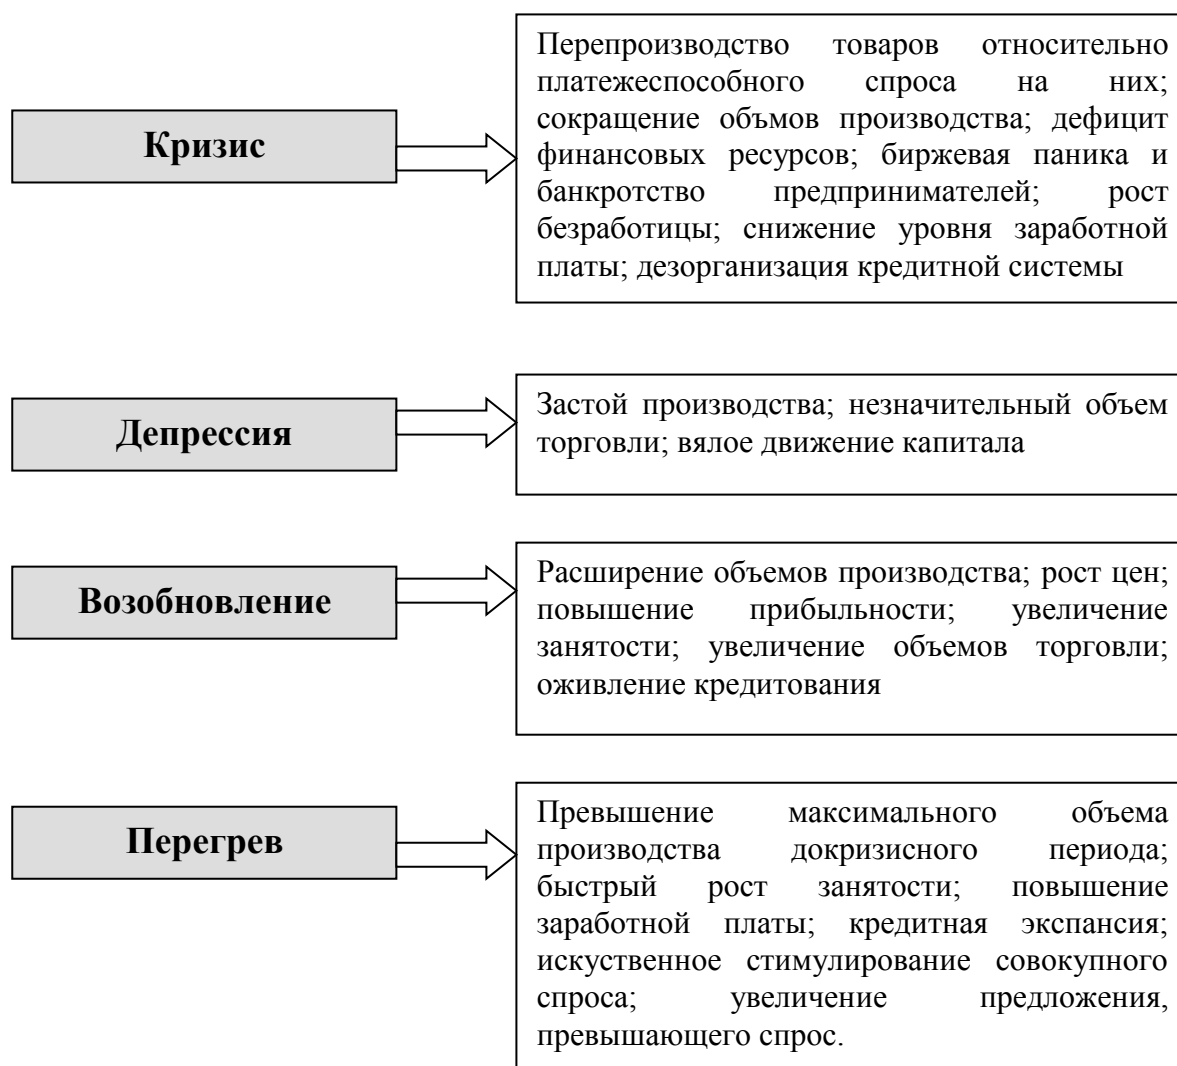 Кризис
Перепроизводство товаров относительно
платежеспособного спроса на них;
сокращение объмов производства; дефицит
финансовых ресурсов; биржевая паника и
банкротство предпринимателей; рост
безработицы; снижение уровня заработной
платы; дезорганизация кредитной системы
Депрессия
Застой производства; незначительный объем
торговли; вялое движение капитала
Возобновление
Расширение объемов производства; рост цен;
повышение прибыльности; увеличение
занятости; увеличение объемов торговли;
оживление кредитования
Перегрев
Превышение максимального объема
производства докризисного периода;
быстрый рост занятости; повышение
заработной платы; кредитная экспансия;
искуственное стимулирование совокупного
спроса; увеличение предложения,
превышающего спрос.